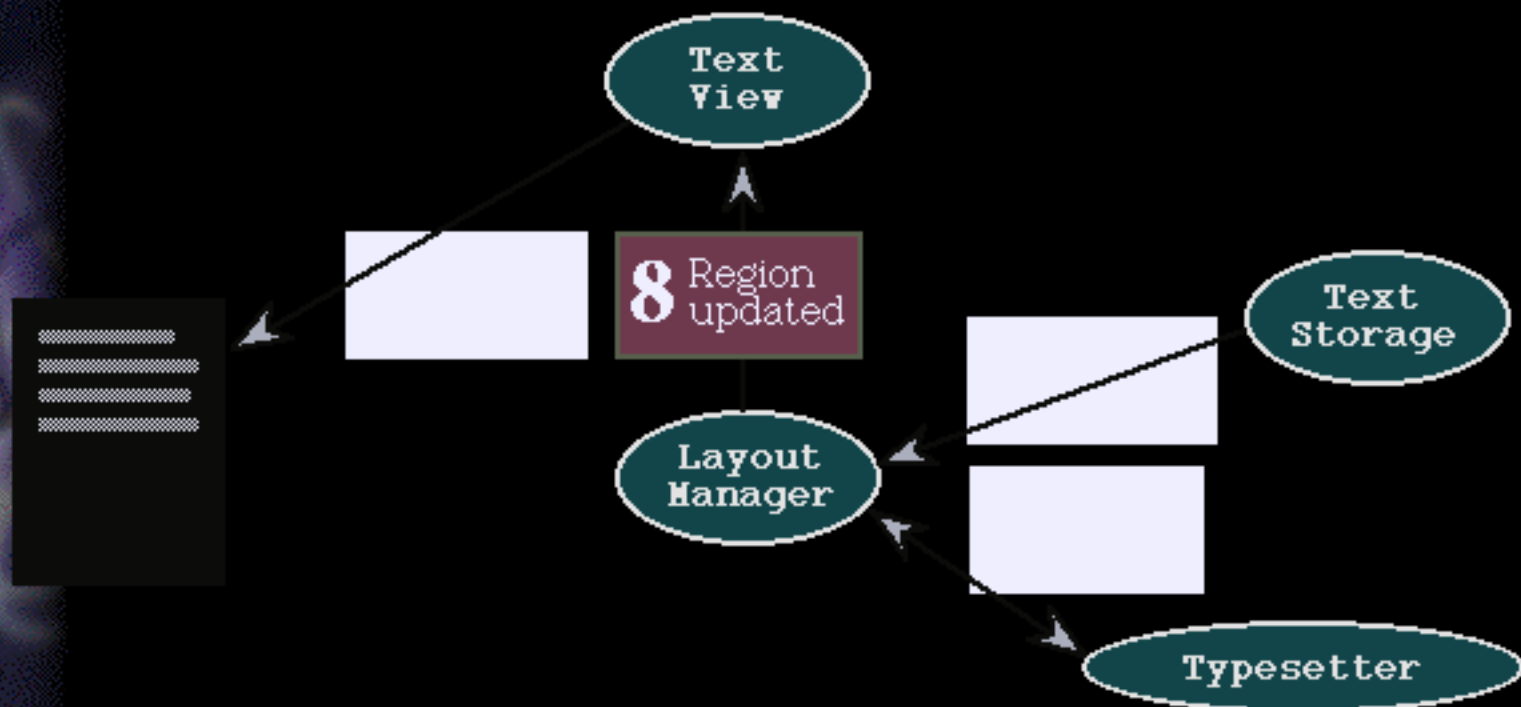 Text
View
8 Region
updated
Text
Storage
Layout
Manager
Typesetter